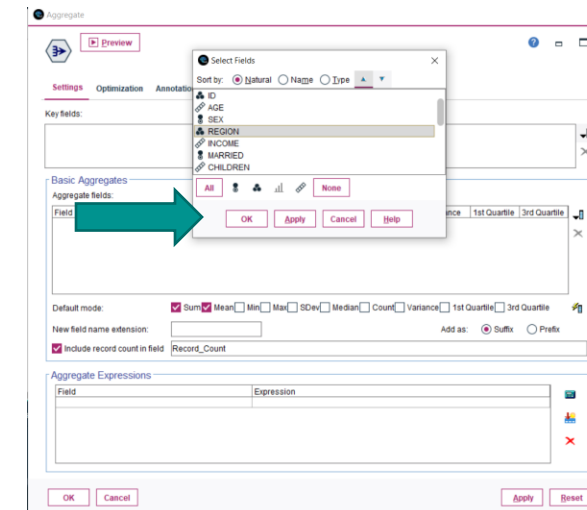 Aggregate
Preview
Settings Optimization Annotatio
Key fields:
Select Fields
Sort by: Natural Name Type
ID
AGE
SEX
REGION
INCOME
MARRIED
CHILDREN
All None
OK Apply Cancel Help
Basic Aggregates
Aggregate fields:
Field nce 1st Quartile 3rd Quartile
Default mode: Sum Mean Min Max SDev Median Count Variance 1st Quartile 3rd Quartile
New field name extension: Add as: Suffix Prefix
Include record count in field Record_Count
Aggregate Expressions
Field Expression
OK Cancel Apply Reset